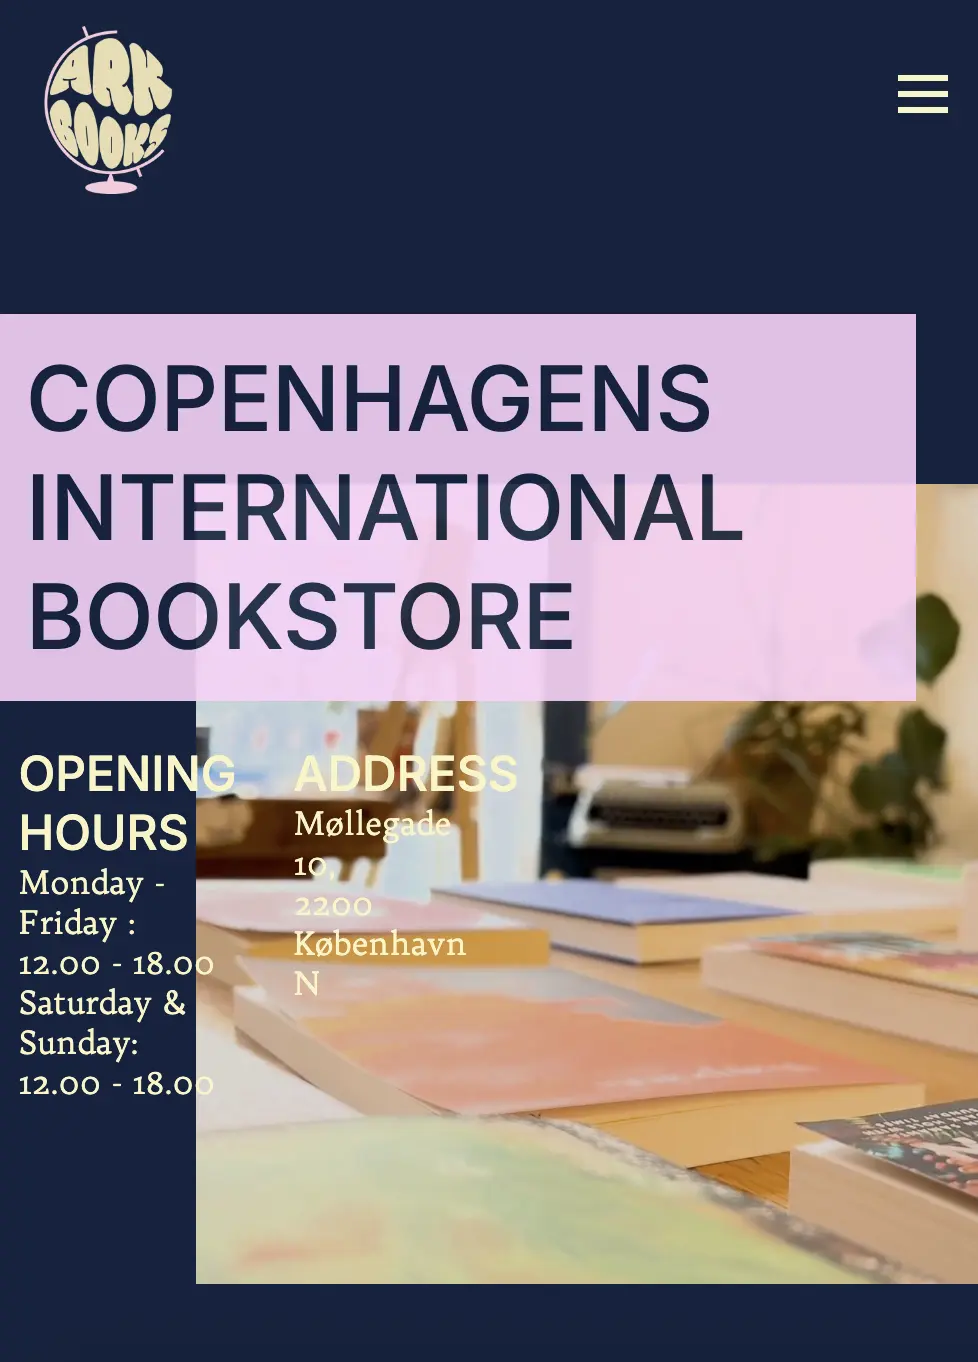 ARK
BOOKS
COPENHAGENS
INTERNATIONAL
BOOKSTORE
OPENING
HOURS
Monday -
Friday :
12.00 - 18.00
Saturday &
Sunday:
12.00 - 18.00
ADDRESS
Møllegade
10,
2200
København
N